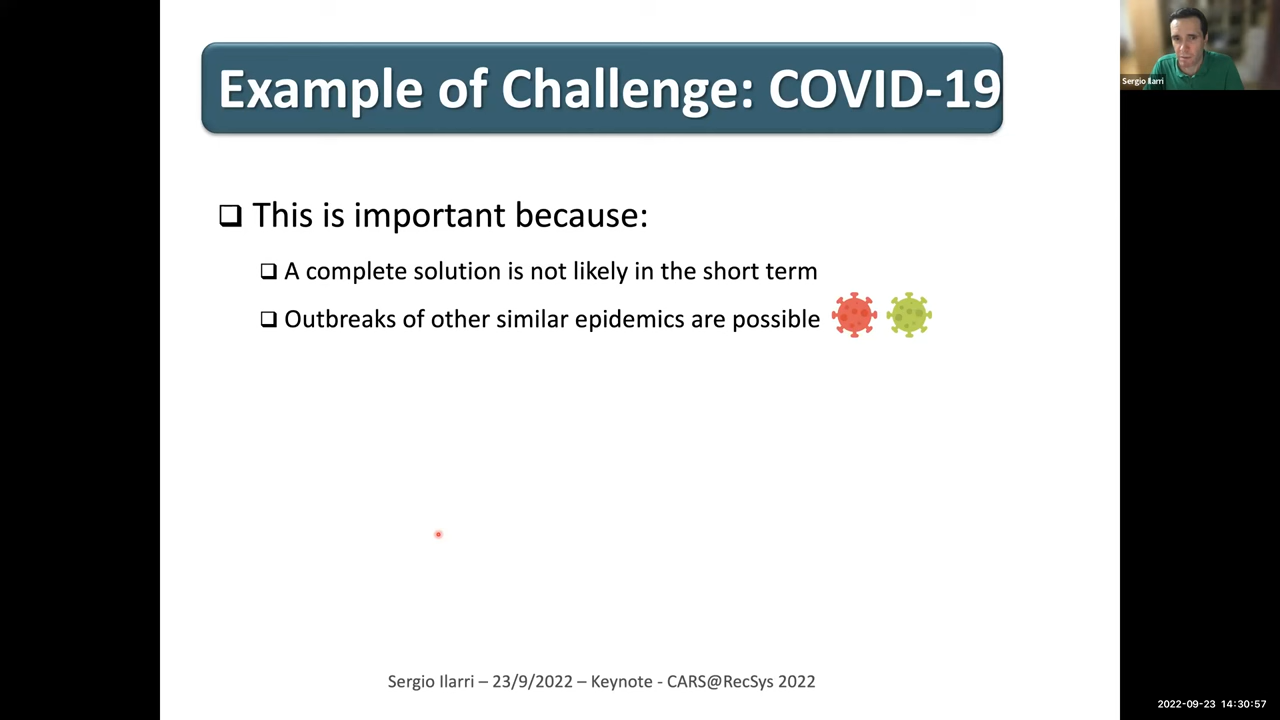 Example of Challenge: COVID-19
Sergio Ilarri
This is important because:
A complete solution is not likely in the short term
Outbreaks of other similar epidemics are possible
Sergio Ilarri – 23/9/2022 – Keynote - CARS@RecSys 2022
2022-09-23 14:30:57